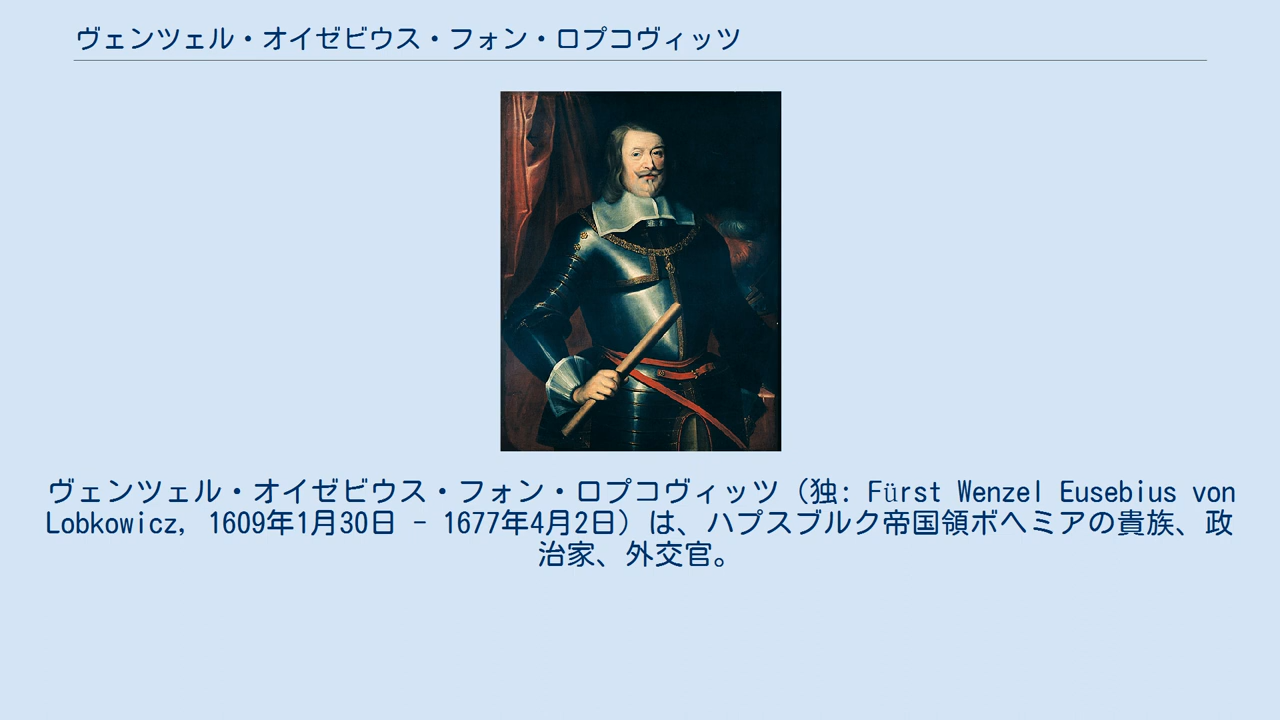 ヴェンツェル・オイゼビウス・フォン・ロプコヴィッツ
ヴェンツェル・オイゼビウス・フォン・ロプコヴィッツ（独: Fürst Wenzel Eusebius von
Lobkowicz, 1609年1月30日 - 1677年4月2日）は、ハプスブルク帝国領ボヘミアの貴族、政
治家、外交官。